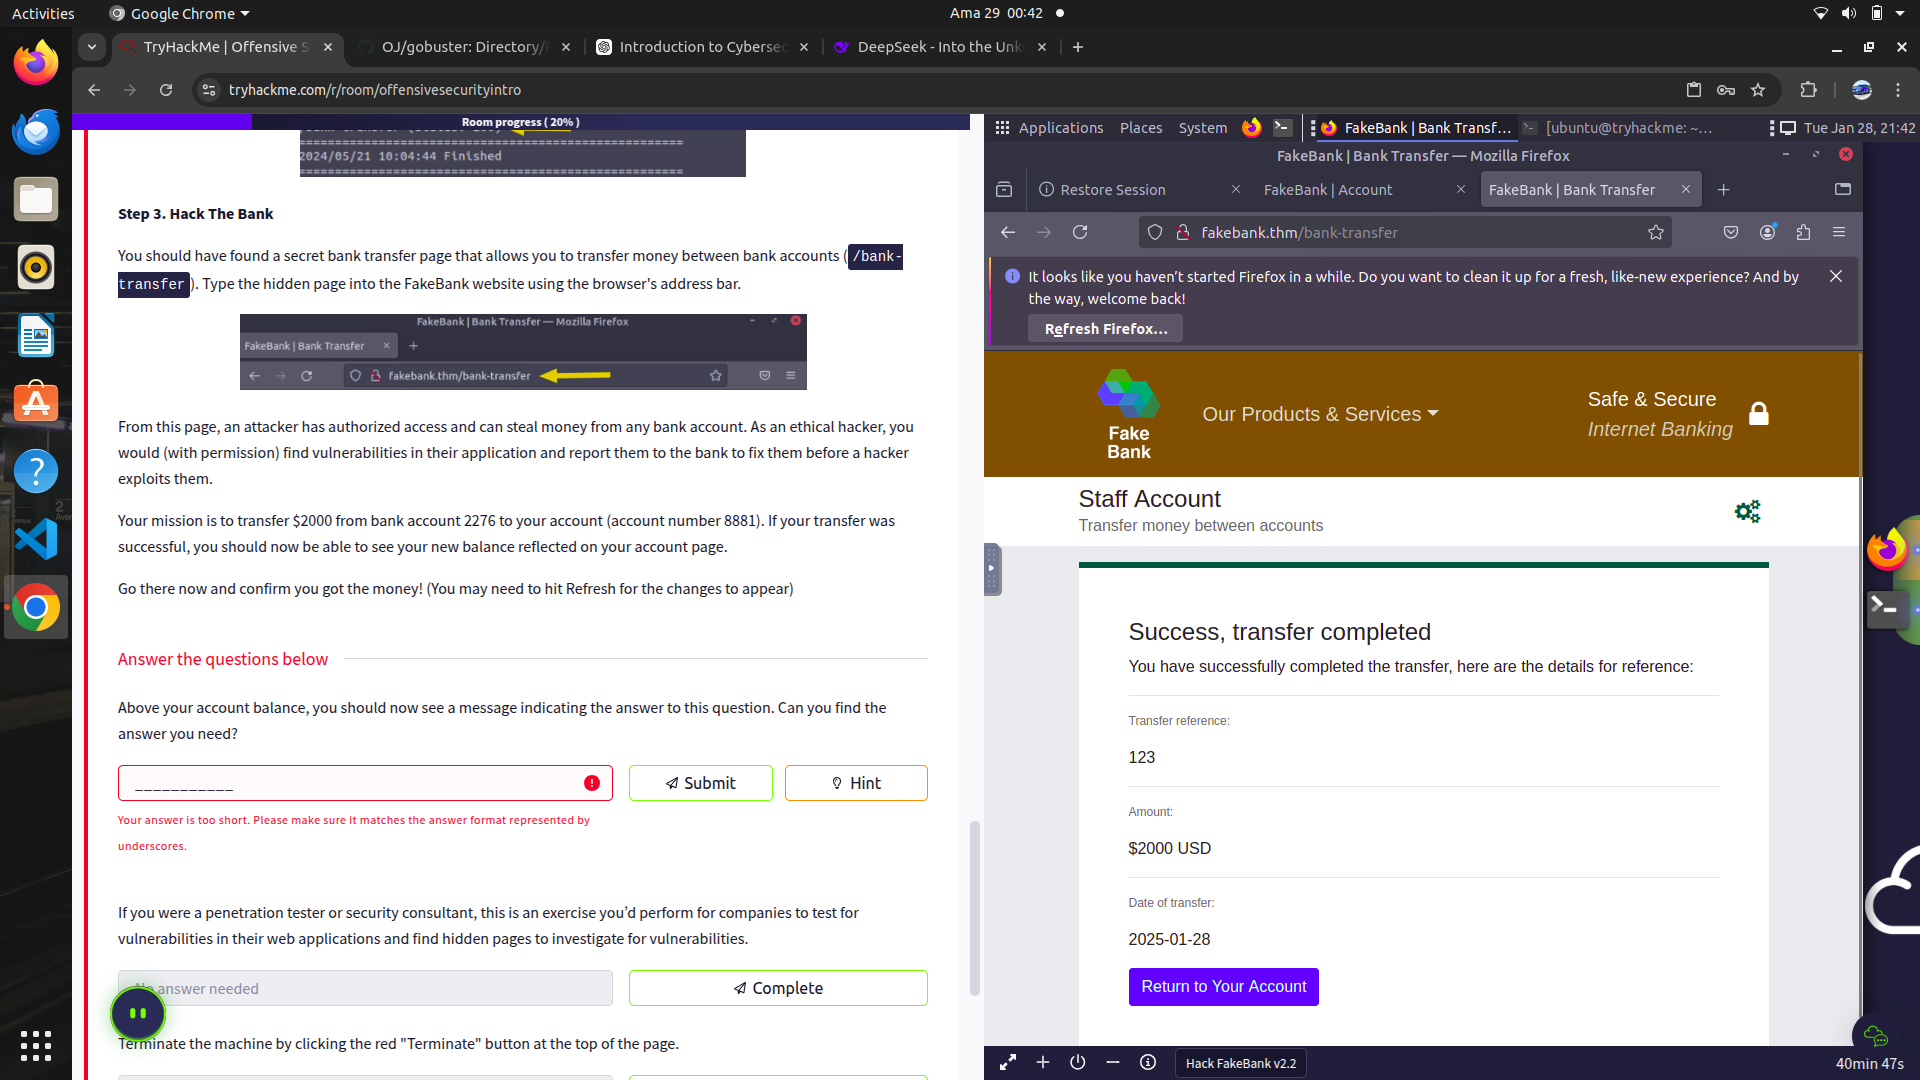 Activities
Google Chrome
Ama 29 00:42
TryHackMe | Offensive S
OJ/gobuster: Directory/
Introduction to Cybersec
DeepSeek - Into the Unk
tryhackme.com/r/room/offensivesecurityintro
Room progress ( 20% )
2024/05/21 10:04:44 Finished
Step 3. Hack The Bank
You should have found a secret bank transfer page that allows you to transfer money between bank accounts ( /bank-
transfer ). Type the hidden page into the FakeBank website using the browser's address bar.
FakeBank | Bank Transfer — Mozilla Firefox
FakeBank | Bank Transfer
fakebank.thm/bank-transfer
From this page, an attacker has authorized access and can steal money from any bank account. As an ethical hacker, you
would (with permission) find vulnerabilities in their application and report them to the bank to fix them before a hacker
exploits them.
Your mission is to transfer $2000 from bank account 2276 to your account (account number 8881). If your transfer was
successful, you should now be able to see your new balance reflected on your account page.
Go there now and confirm you got the money! (You may need to hit Refresh for the changes to appear)
Answer the questions below
Above your account balance, you should now see a message indicating the answer to this question. Can you find the
answer you need?
___________
Submit
Hint
Your answer is too short. Please make sure it matches the answer format represented by
underscores.
If you were a penetration tester or security consultant, this is an exercise you’d perform for companies to test for
vulnerabilities in their web applications and find hidden pages to investigate for vulnerabilities.
No answer needed
Complete
Terminate the machine by clicking the red "Terminate" button at the top of the page.
Applications
Places
System
FakeBank | Bank Transf...
[ubuntu@tryhackme: ~...
Tue Jan 28, 21:42
FakeBank | Bank Transfer — Mozilla Firefox
Restore Session
FakeBank | Account
FakeBank | Bank Transfer
fakebank.thm/bank-transfer
It looks like you haven’t started Firefox in a while. Do you want to clean it up for a fresh, like-new experience? And by
the way, welcome back!
Refresh Firefox...
Fake
Bank
Our Products & Services
Safe & Secure
Internet Banking
Staff Account
Transfer money between accounts
Success, transfer completed
You have successfully completed the transfer, here are the details for reference:
Transfer reference:
123
Amount:
$2000 USD
Date of transfer:
2025-01-28
Return to Your Account
Hack FakeBank v2.2
40min 47s